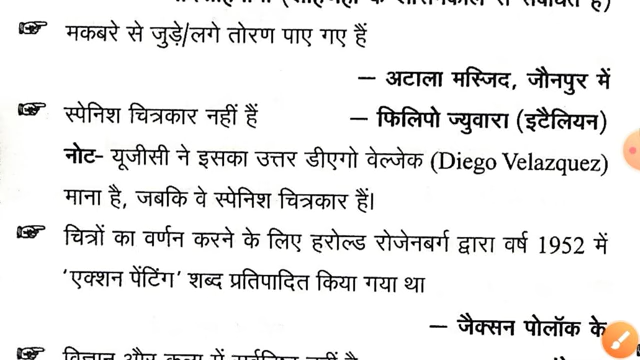 मकबरे से जुड़े/लगे तोरण पाए गए हैं
— अटाला मस्जिद, जौनपुर में
स्पेनिश चित्रकार नहीं हैं — फिलिपो ज्युवारा (इटैलियन)
नोट- यूजीसी ने इसका उत्तर डीएगो वेल्जेक (Diego Velazquez)
माना है, जबकि वे स्पेनिश चित्रकार हैं।
चित्रों का वर्णन करने के लिए हरोल्ड रोजेनबर्ग द्वारा वर्ष 1952 में
'एक्शन पेंटिंग' शब्द प्रतिपादित किया गया था
— जैक्सन पोलॉक के